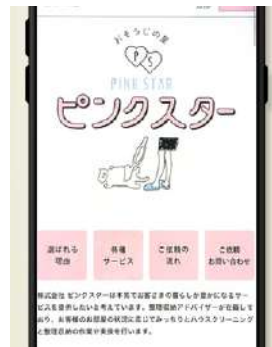 おそうじの星
P S
PINK STAR
ピンクスター
選ばれる
理由
各種
サービス
ご依頼の
流れ
ご依頼
お問い合わせ
株式会社 ピンクスターは本気でお客さまの暮らしが豊かになるサー
ビスを提供したいと考えています。整理収納アドバイザーが在籍して
おり、お客様のお部屋の状況に応じてみっちりとハウスクリーニング
と整理収納の作業や実技を行います。